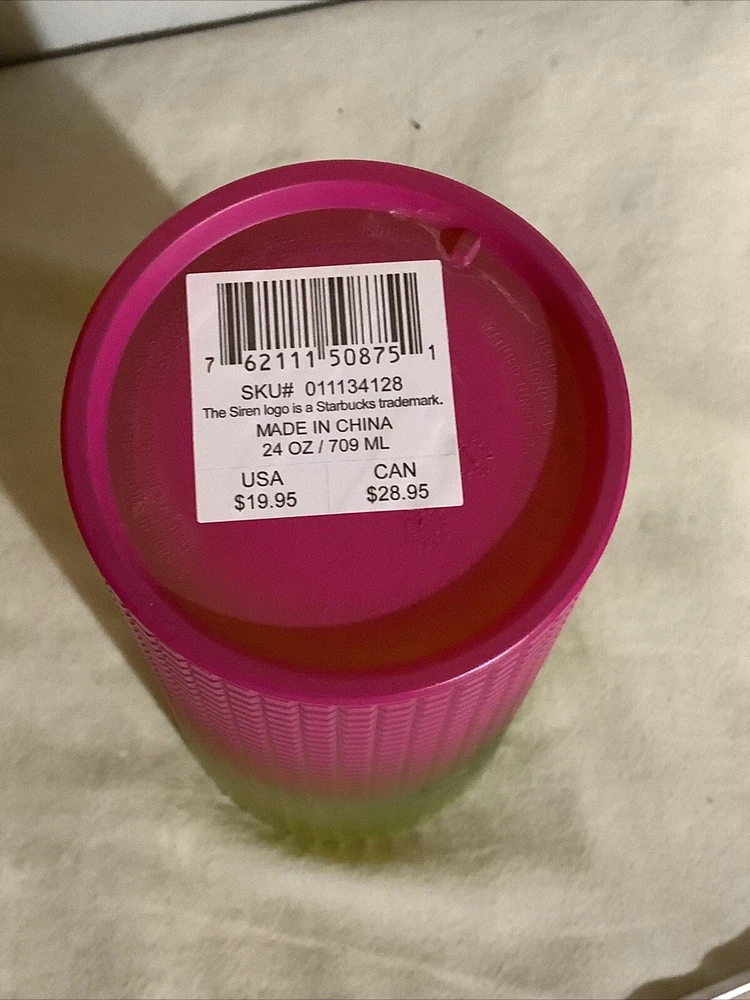 7 62111 50875 1
SKU# 011134128
The Siren logo is a Starbucks trademark.
MADE IN CHINA
24 OZ / 709 ML
USA CAN
$19.95 $28.95